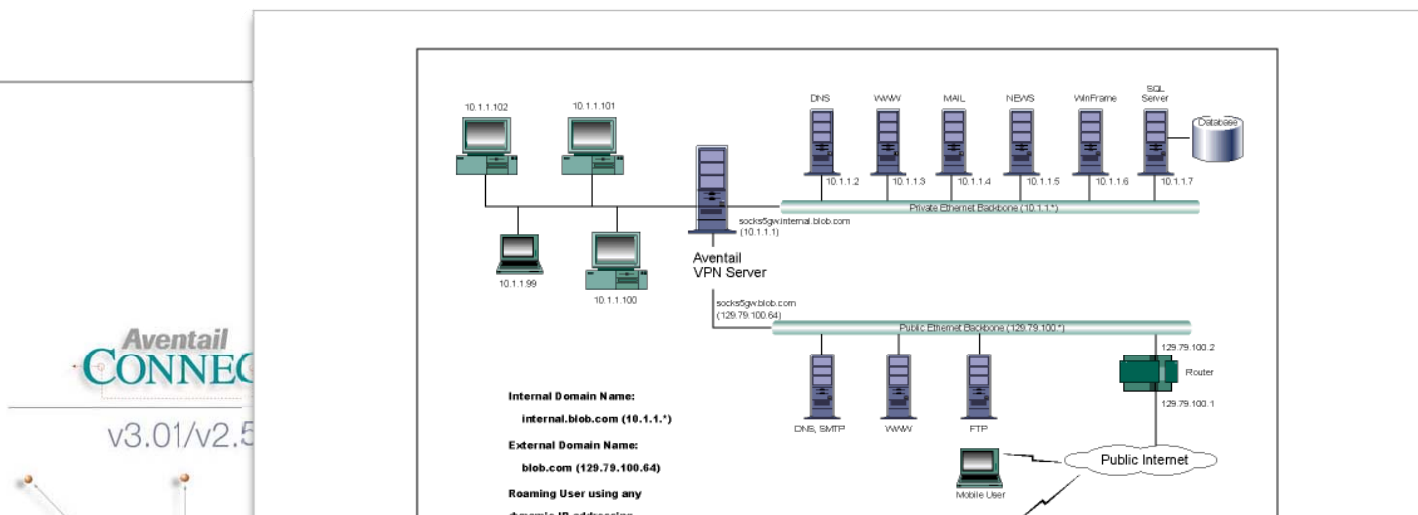 Aventail
CONNEC
v3.01/v2.5
10.1.1.102
10.1.1.101
DNS
WWW
MAIL
NEWS
WinFrame
SQL
Server
Database
10.1.1.2
10.1.1.3
10.1.1.4
10.1.1.5
10.1.1.6
10.1.1.7
Private Ethernet Backbone (10.1.1.*)
socks5gw.internal.blob.com
(10.1.1.1)
Aventail
VPN Server
10.1.1.99
10.1.1.100
socks5gw.blob.com
(129.79.100.64)
Public Ethernet Backbone (129.79.100.*)
129.79.100.2
Router
129.79.100.1
DNS, SMTP
WWW
FTP
Public Internet
Mobile User
Internal Domain Name:
internal.blob.com (10.1.1.*)
External Domain Name:
blob.com (129.79.100.64)
Roaming User using any
dynamic IP addressing